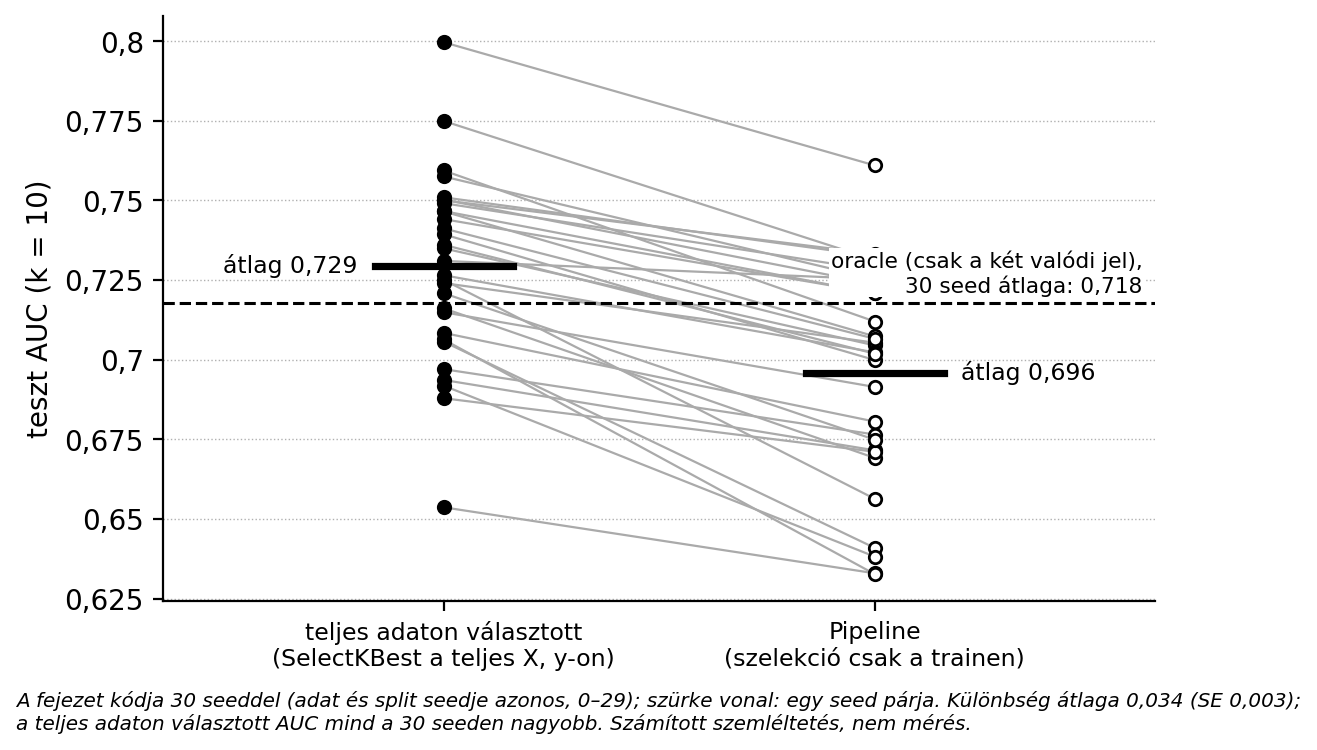 teszt AUC (k = 10)
0,8
0,775
0,75
0,725
0,7
0,675
0,65
0,625
átlag 0,729
oracle (csak a két valódi jel),
30 seed átlaga: 0,718
átlag 0,696
teljes adaton választott
(SelectKBest a teljes X, y-on)
Pipeline
(szelekció csak a trainen)
A fejezet kódja 30 seeddel (adat és split seedje azonos, 0–29); szürke vonal: egy seed párja. Különbség átlaga 0,034 (SE 0,003);
a teljes adaton választott AUC mind a 30 seeden nagyobb. Számított szemléltetés, nem mérés.